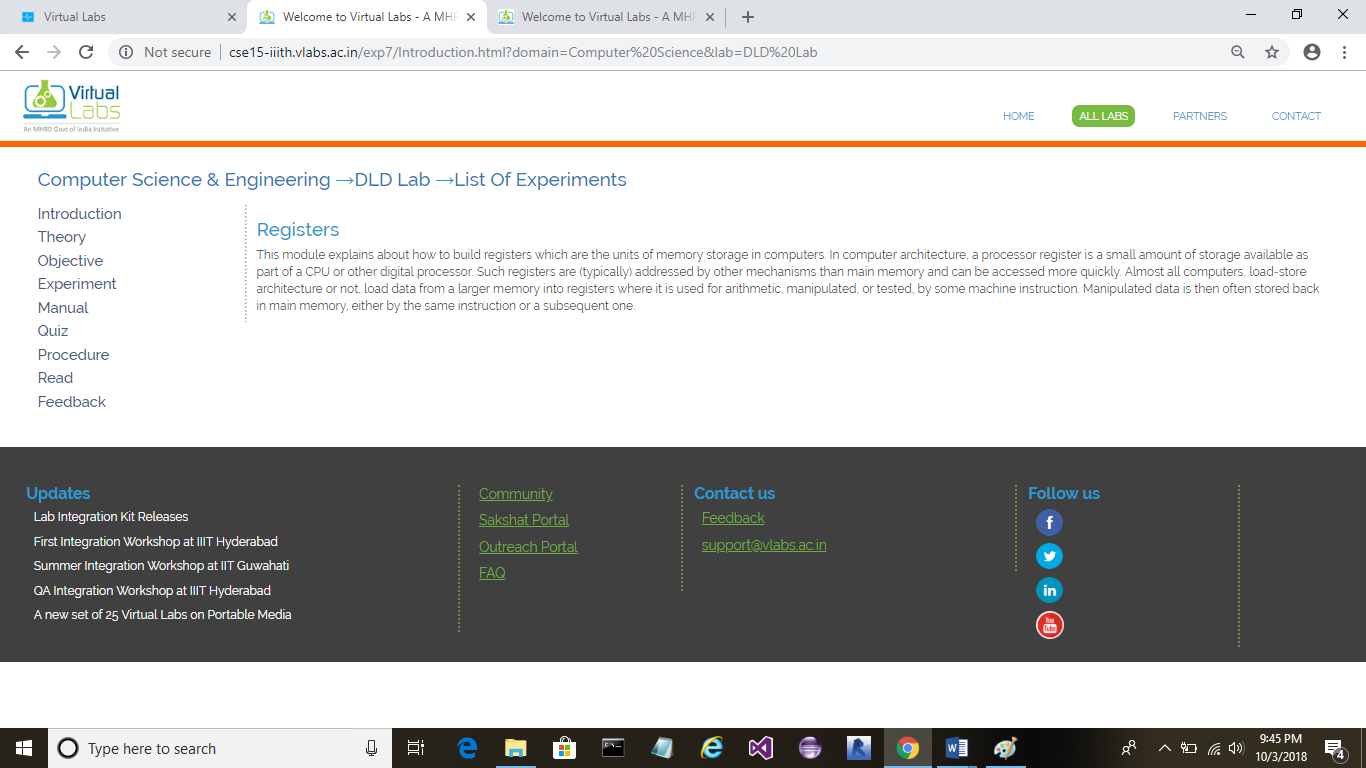 Virtual Labs
Welcome to Virtual Labs - A MHR
Welcome to Virtual Labs - A MHR
Not secure
cse15-iiith.vlabs.ac.in/exp7/Introduction.html?domain=Computer%20Science&lab=DLD%20Lab
Virtual
Labs
An MHRD Govt of India Initiative
HOME
ALL LABS
PARTNERS
CONTACT
Computer Science & Engineering →DLD Lab →List Of Experiments
Introduction
Theory
Objective
Experiment
Manual
Quiz
Procedure
Read
Feedback
Registers
This module explains about how to build registers which are the units of memory storage in computers. In computer architecture, a processor register is a small amount of storage available as
part of a CPU or other digital processor. Such registers are (typically) addressed by other mechanisms than main memory and can be accessed more quickly. Almost all computers, load-store
architecture or not, load data from a larger memory into registers where it is used for arithmetic, manipulated, or tested, by some machine instruction. Manipulated data is then often stored back
in main memory, either by the same instruction or a subsequent one.
Updates
Lab Integration Kit Releases
First Integration Workshop at IIIT Hyderabad
Summer Integration Workshop at IIT Guwahati
QA Integration Workshop at IIIT Hyderabad
A new set of 25 Virtual Labs on Portable Media
Community
Sakshat Portal
Outreach Portal
FAQ
Contact us
Feedback
support@vlabs.ac.in
Follow us
f
in
You
Tube
Type here to search
9:45 PM
10/3/2018
4